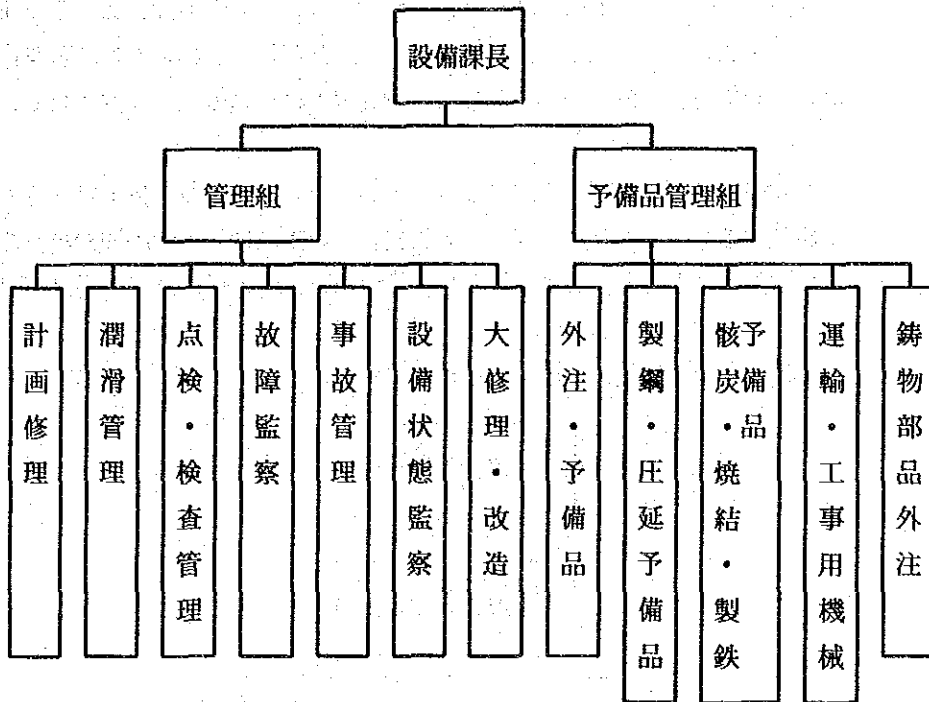 設備課長
管理組
予備品管理組
計画修理
潤滑管理
点検・検査管理
故障監察
事故管理
設備状態監察
大修理・改造
外注・予備品
製鋼・圧延予備品
骸炭・焼結・製鉄
予備品
運輸・工事用機械
鋳物部品外注